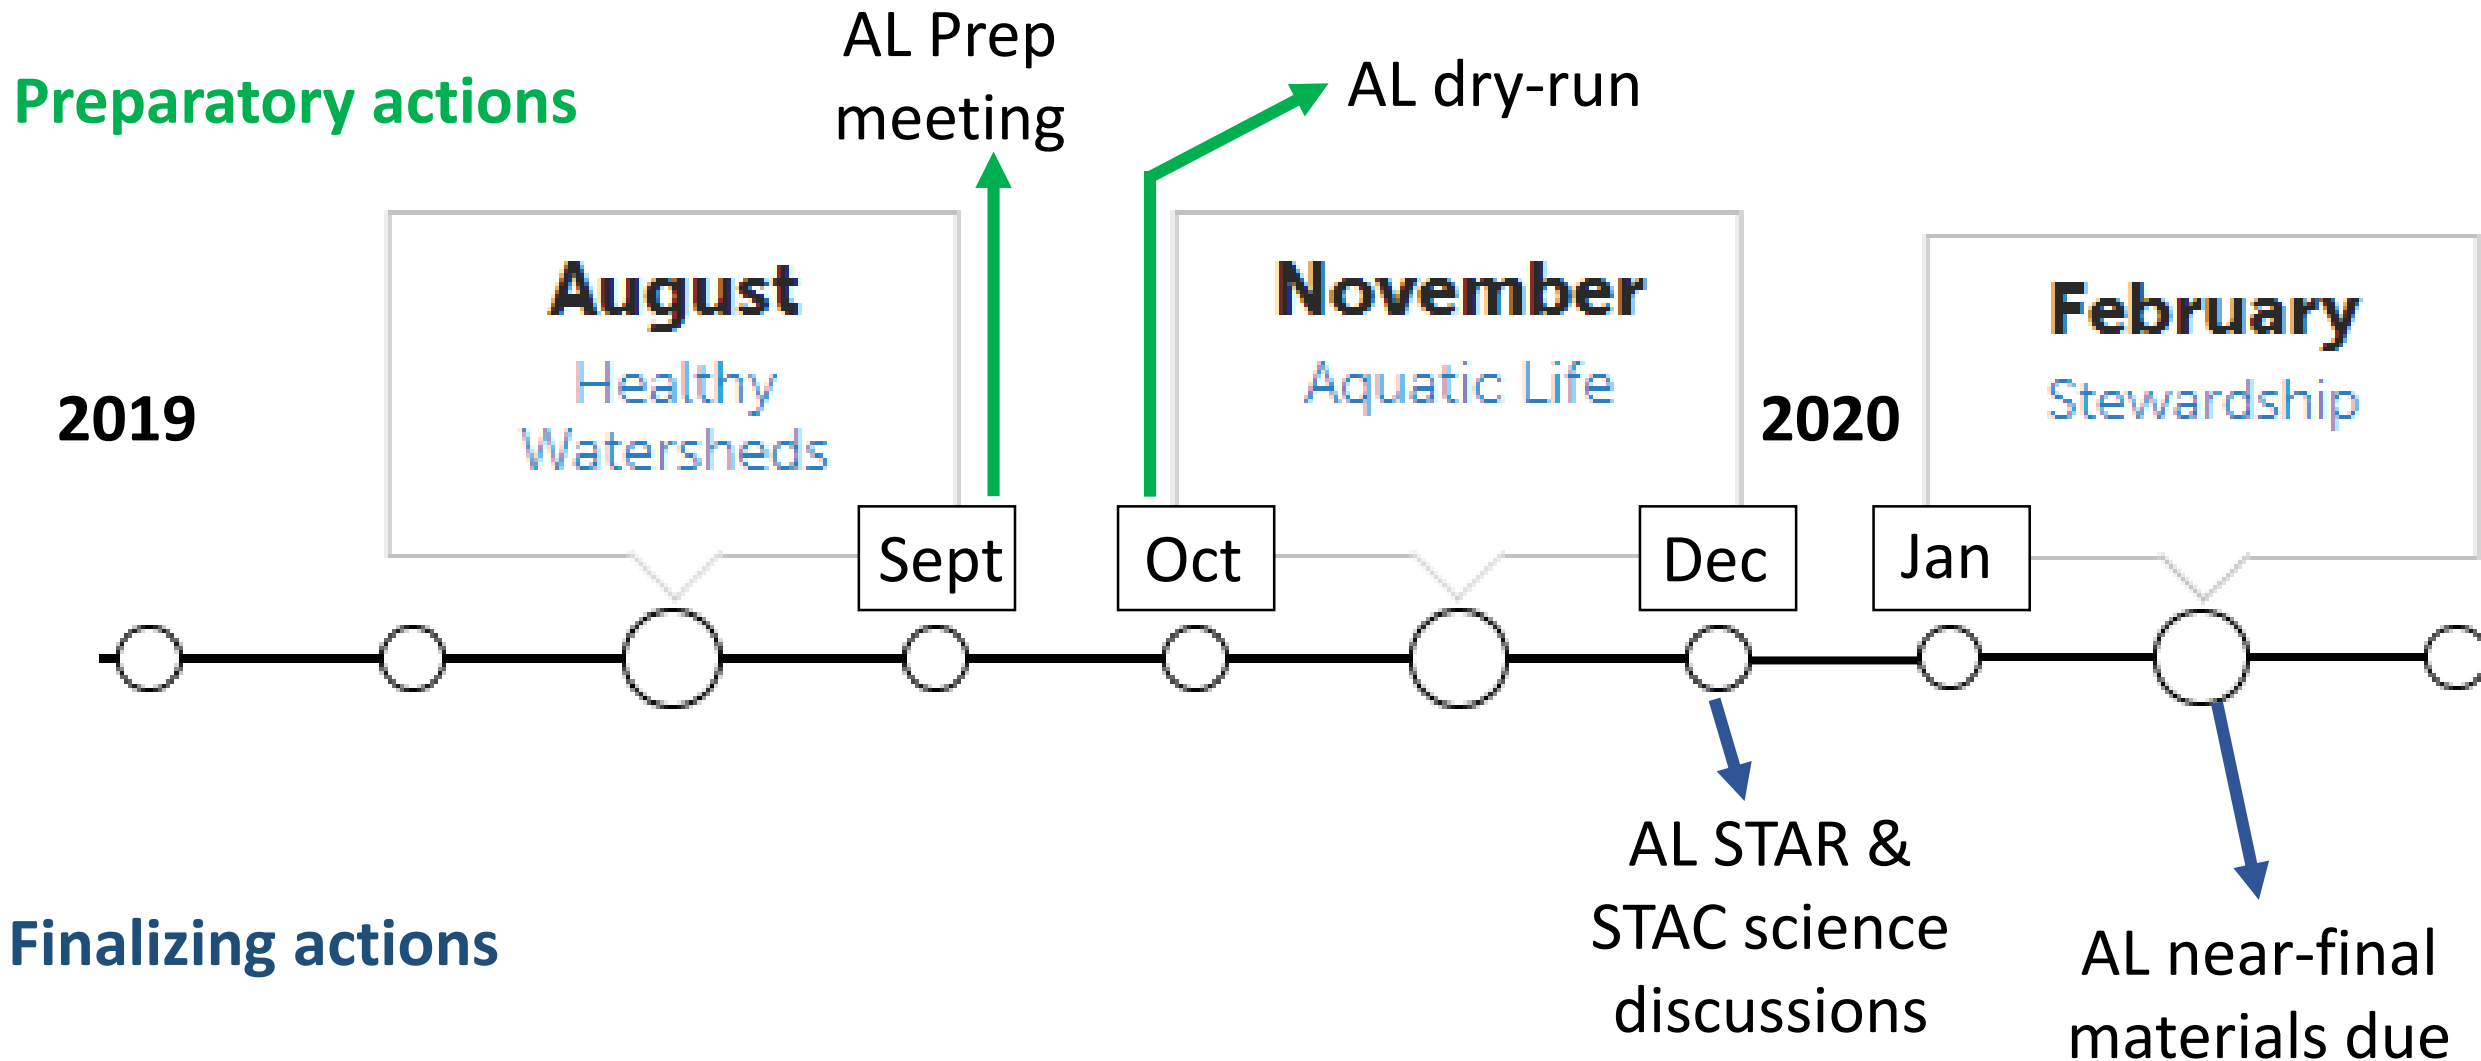 AL Prep
meeting
AL dry-run
Preparatory actions
August
Healthy
Watersheds
November
Aquatic Life
February
Stewardship
2019
2020
Sept
Oct
Dec
Jan
AL STAR &
STAC science
discussions
Finalizing actions
AL near-final
materials due